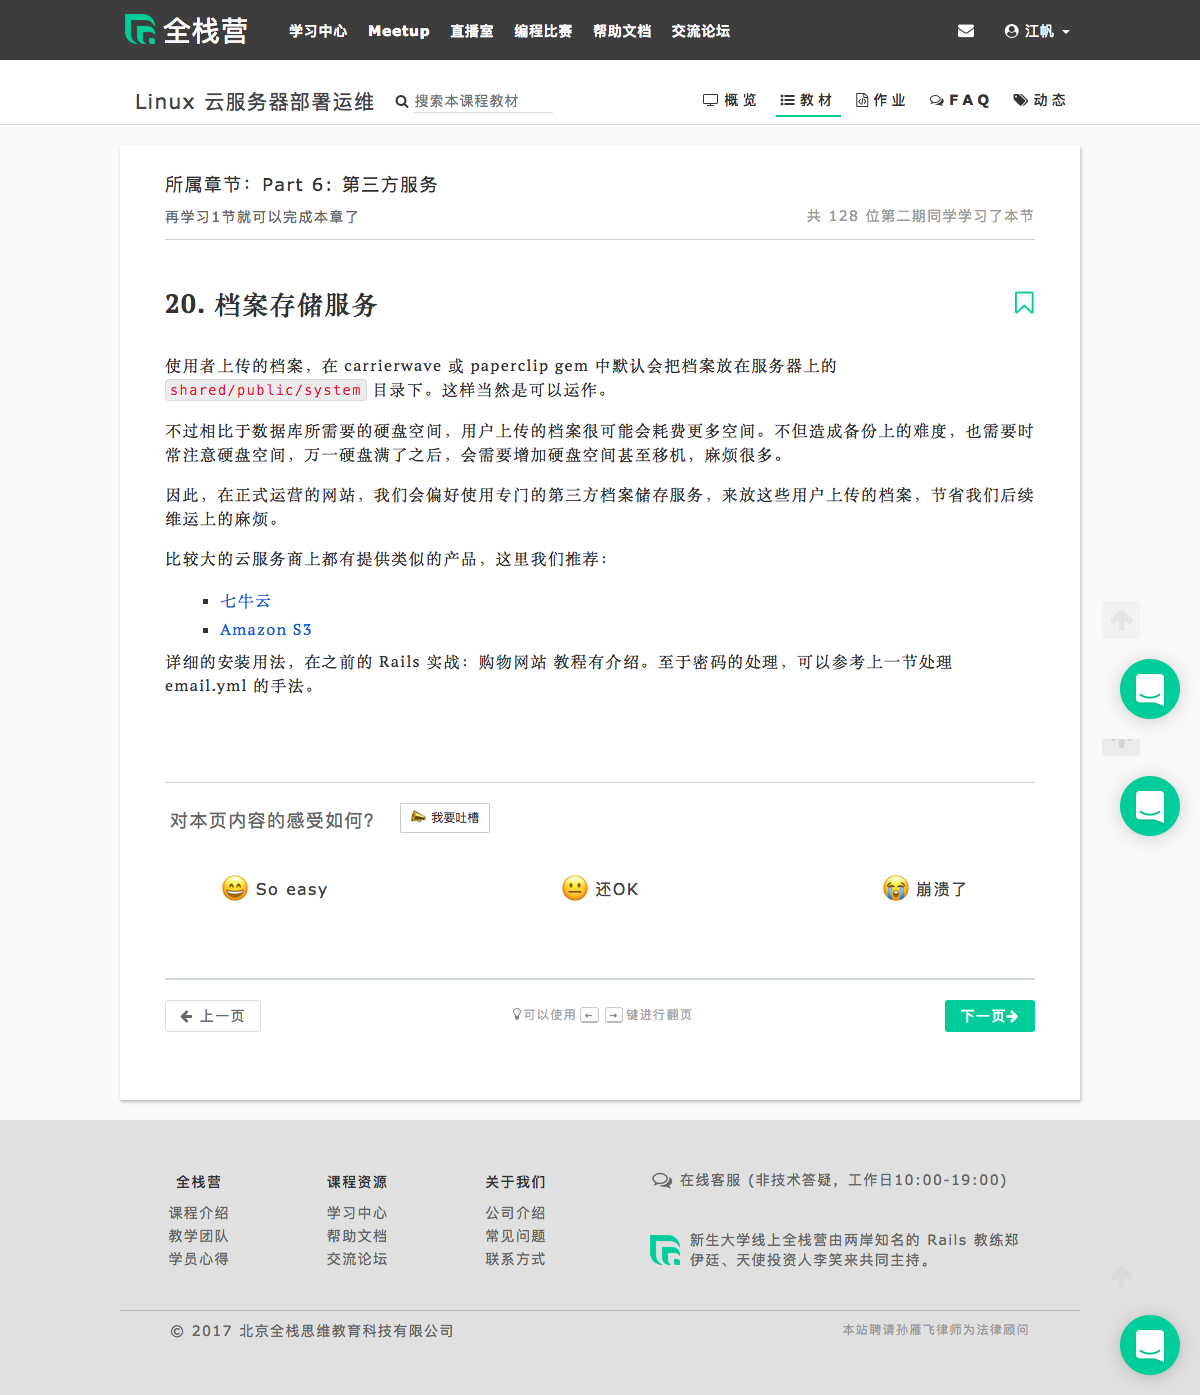 全栈营
学习中心 Meetup 直播室 编程比赛 帮助文档 交流论坛 江帆
Linux 云服务器部署运维 搜索本课程教材 概览 教材 作业 FAQ 动态
所属章节：Part 6: 第三方服务
再学习1节就可以完成本章了 共 128 位第二期同学学习了本节
20. 档案存储服务
使用者上传的档案，在 carrierwave 或 paperclip gem 中默认会把档案放在服务器上的
shared/public/system 目录下。这样当然是可以运作。
不过相比于数据库所需要的硬盘空间，用户上传的档案很可能会耗费更多空间。不但造成备份上的难度，也需要时
常注意硬盘空间，万一硬盘满了之后，会需要增加硬盘空间甚至移机，麻烦很多。
因此，在正式运营的网站，我们会偏好使用专门的第三方档案储存服务，来放这些用户上传的档案，节省我们后续
维运上的麻烦。
比较大的云服务商上都有提供类似的产品，这里我们推荐：
七牛云
Amazon S3
详细的安装用法，在之前的 Rails 实战：购物网站 教程有介绍。至于密码的处理，可以参考上一节处理
email.yml 的手法。
对本页内容的感受如何? 我要吐槽
So easy 还OK 崩溃了
← 上一页 可以使用 ← → 键进行翻页 下一页→
全栈营 课程资源 关于我们
课程介绍 学习中心 公司介绍
教学团队 帮助文档 常见问题
学员心得 交流论坛 联系方式
在线客服 (非技术答疑，工作日10:00-19:00)
新生大学线上全栈营由两岸知名的 Rails 教练郑
伊廷、天使投资人李笑来共同主持。
© 2017 北京全栈思维教育科技有限公司 本站聘请孙雁飞律师为法律顾问